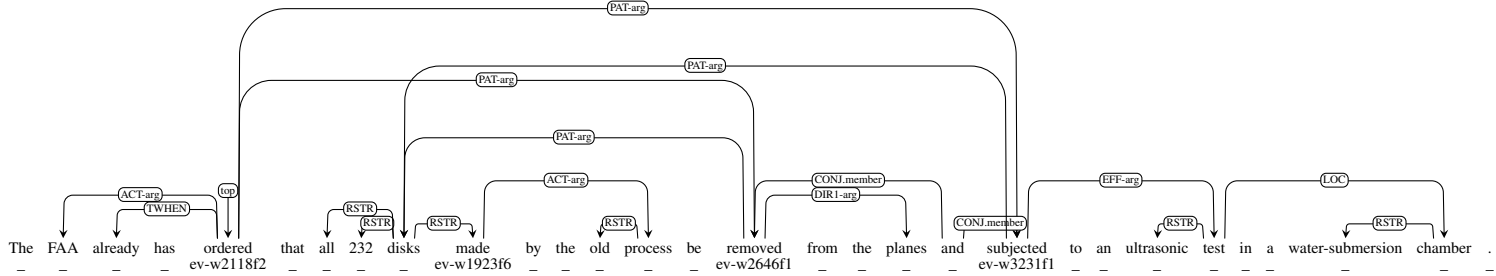 PAT-arg
PAT-arg
PAT-arg
PAT-arg
ACT-arg top ACT-arg CONJ.member EFF-arg LOC
TWHEN RSTR DIR1-arg
RSTR RSTR RSTR CONJ.member RSTR RSTR
The FAA already has ordered that all 232 disks made by the old process be removed from the planes and subjected to an ultrasonic test in a water-submersion chamber .
_ _ _ _ ev-w2118f2 _ _ _ _ ev-w1923f6 _ _ _ _ _ ev-w2646f1 _ _ _ _ ev-w3231f1 _ _ _ _ _ _ _ _ _